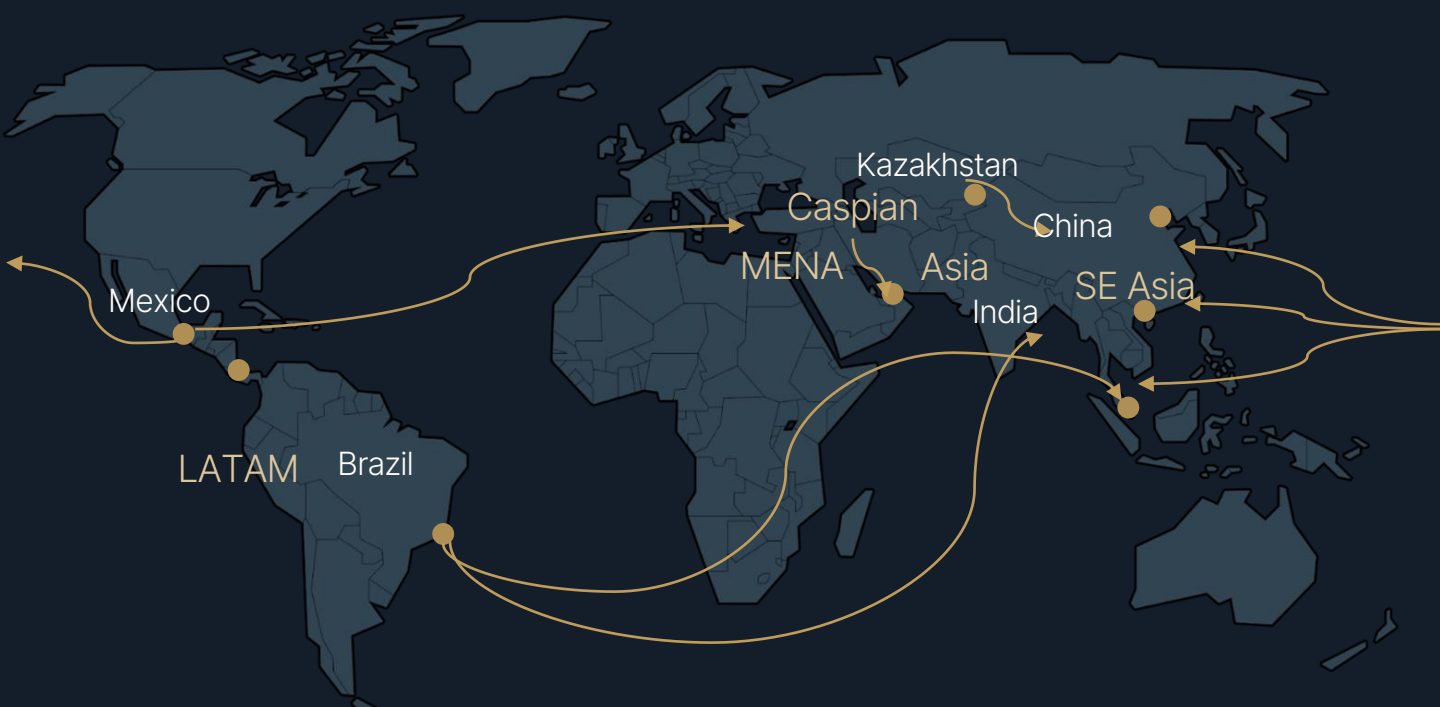 Kazakhstan
Caspian
China
MENA
Asia
SE Asia
Mexico
India
LATAM
Brazil